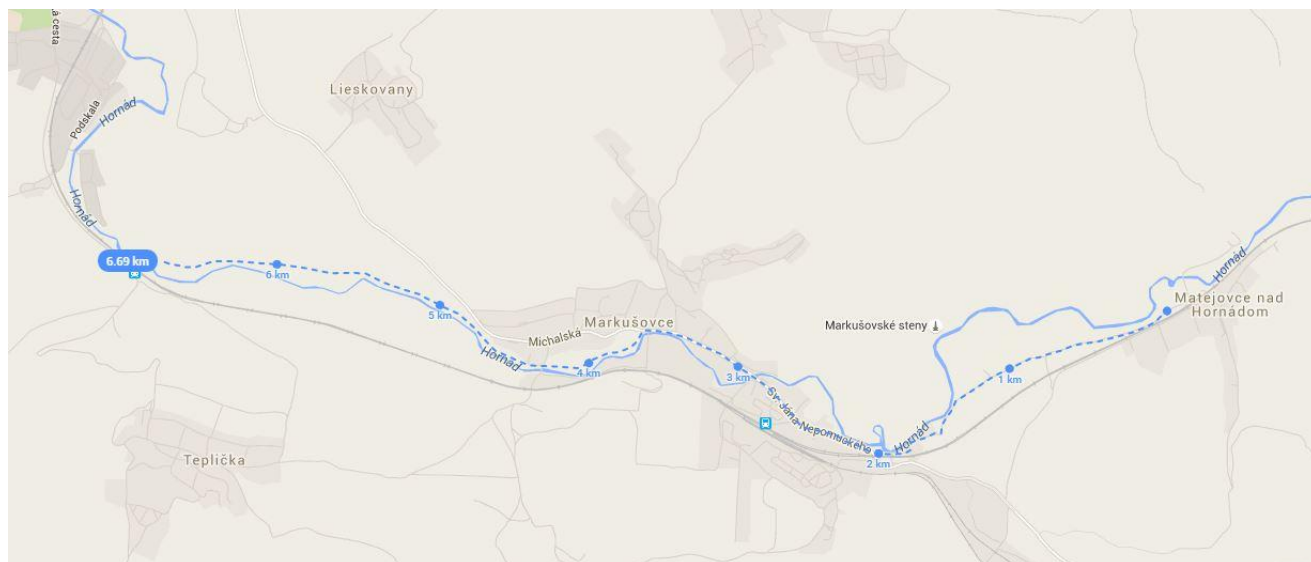 á cesta
Podskala
Hornád
Lieskovany
Hornád
6.69 km
6 km
5 km
Michalská
Markušovce
Hornád
4 km
3 km
Sv. Jána Nepomuckého
2 km
Hornád
Markušovské steny
1 km
Hornád
Matejovce nad
Hornádom
Teplička